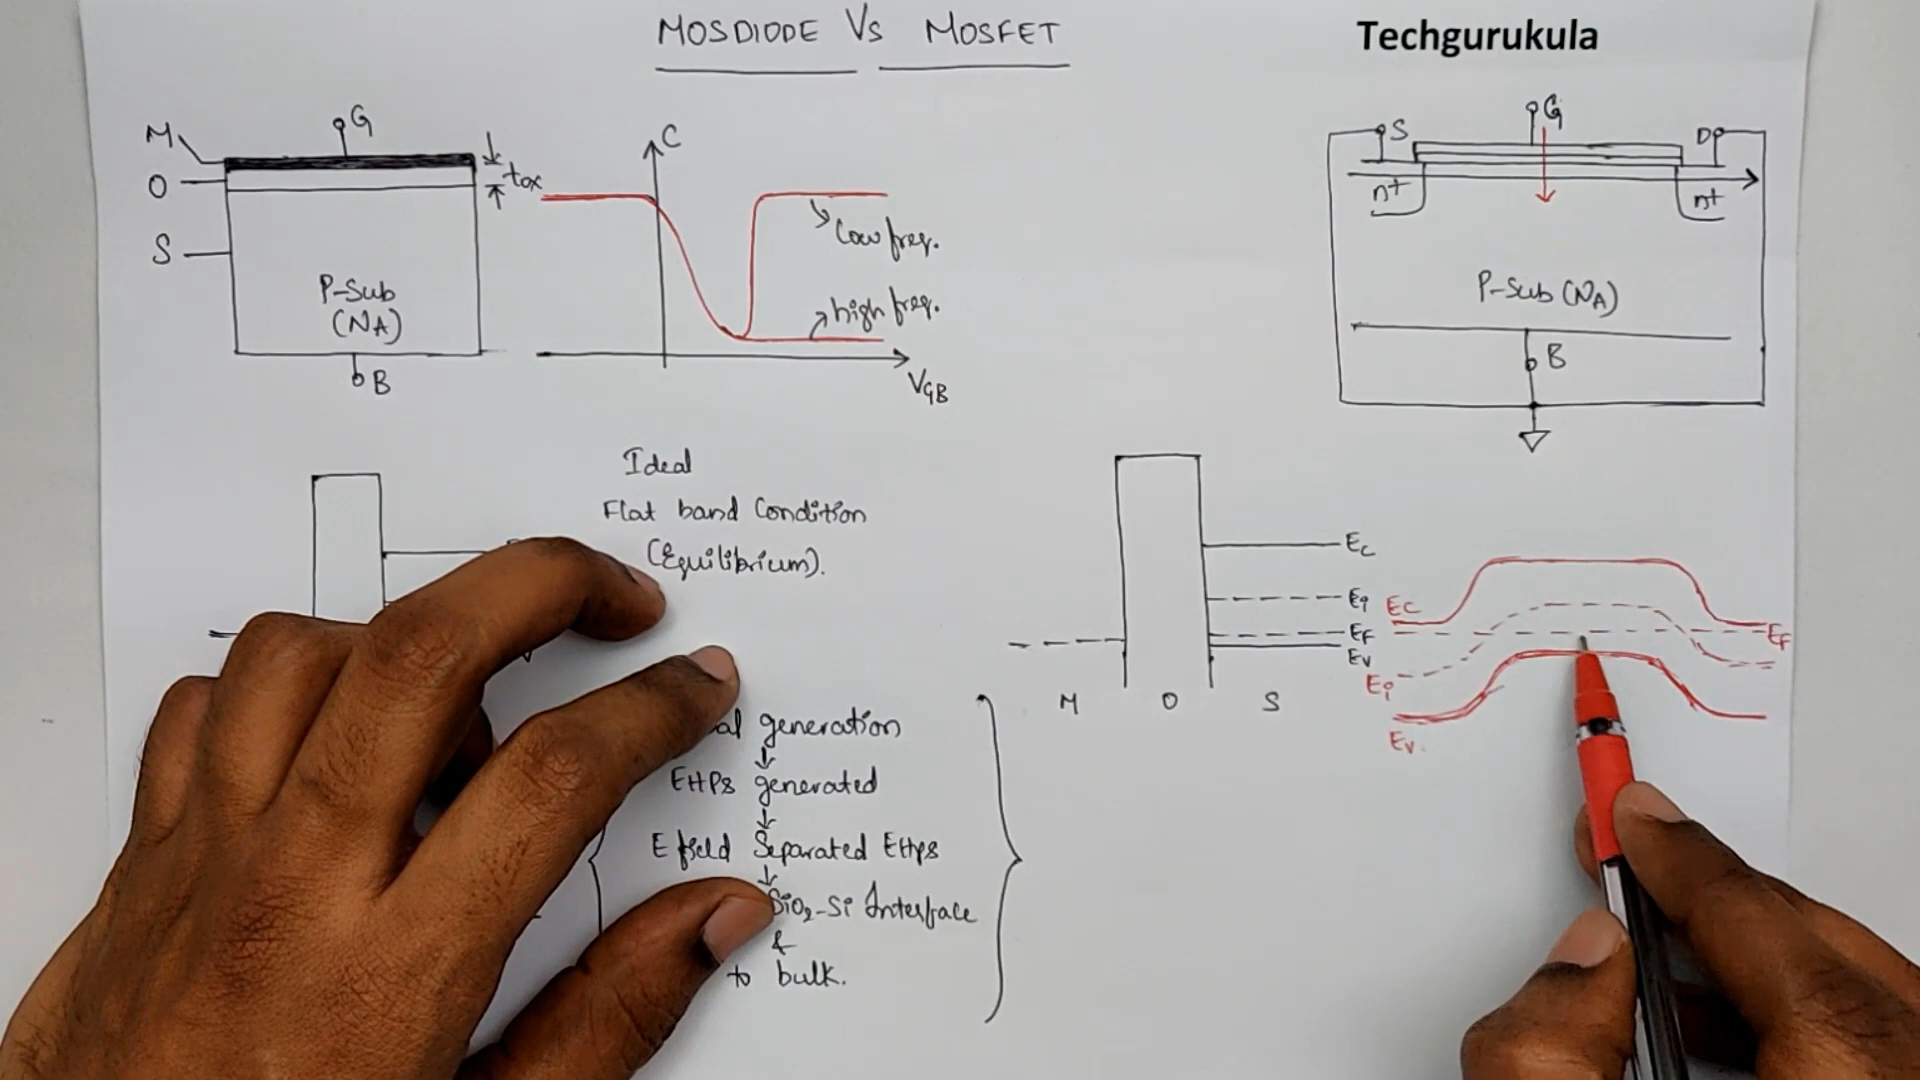 MOSDIODE Vs MOSFET
Techgurukula
M
G
O
tox
S
P-Sub
(NA)
B
C
Low freq.
high freq.
VGB
G
S
D
n+
n+
P-Sub (NA)
B
Ideal
Flat band Condition
(Equilibrium).
generation
↓
EHPs generated
↓
E field Separated EHps
↓
SiO2-Si Interface
&
to bulk.
EC
Ei
EF
EV
M O S
EC
EF
Ei
EV